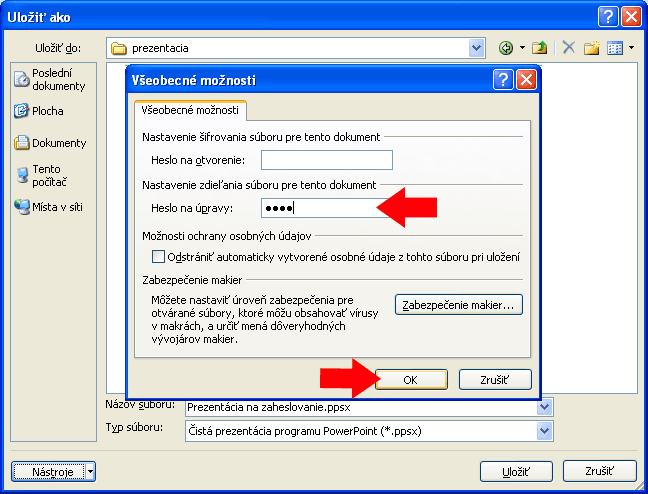 Uložiť ako
Uložiť do: prezentacia
Poslední
dokumenty
Plocha
Dokumenty
Tento
počítač
Místa v síti
Všeobecné možnosti
Všeobecné možnosti
Nastavenie šifrovania súboru pre tento dokument
Heslo na otvorenie:
Nastavenie zdieľania súboru pre tento dokument
Heslo na úpravy: ●●●●
Možnosti ochrany osobných údajov
Odstrániť automaticky vytvorené osobné údaje z tohto súboru pri uložení
Zabezpečenie makier
Môžete nastaviť úroveň zabezpečenia pre
otvárané súbory, ktoré môžu obsahovať vírusy
v makrách, a určiť mená dôveryhodných
vývojárov makier.
Zabezpečenie makier...
OK Zrušiť
Názov súboru: Prezentácia na zaheslovanie.ppsx
Typ súboru: Čistá prezentácia programu PowerPoint (*.ppsx)
Nástroje Uložiť Zrušiť